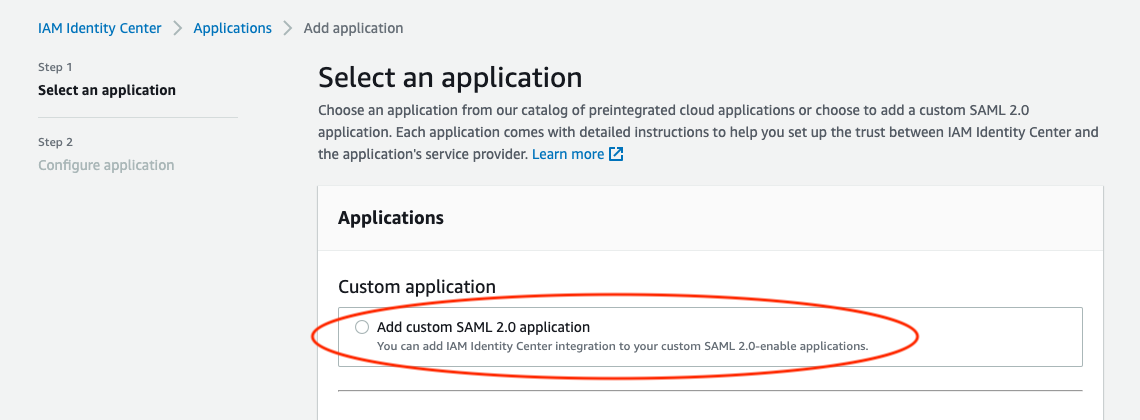 IAM Identity Center > Applications > Add application
Step 1
Select an application
Step 2
Configure application
Select an application
Choose an application from our catalog of preintegrated cloud applications or choose to add a custom SAML 2.0
application. Each application comes with detailed instructions to help you set up the trust between IAM Identity Center and
the application's service provider. Learn more
Applications
Custom application
Add custom SAML 2.0 application
You can add IAM Identity Center integration to your custom SAML 2.0-enable applications.